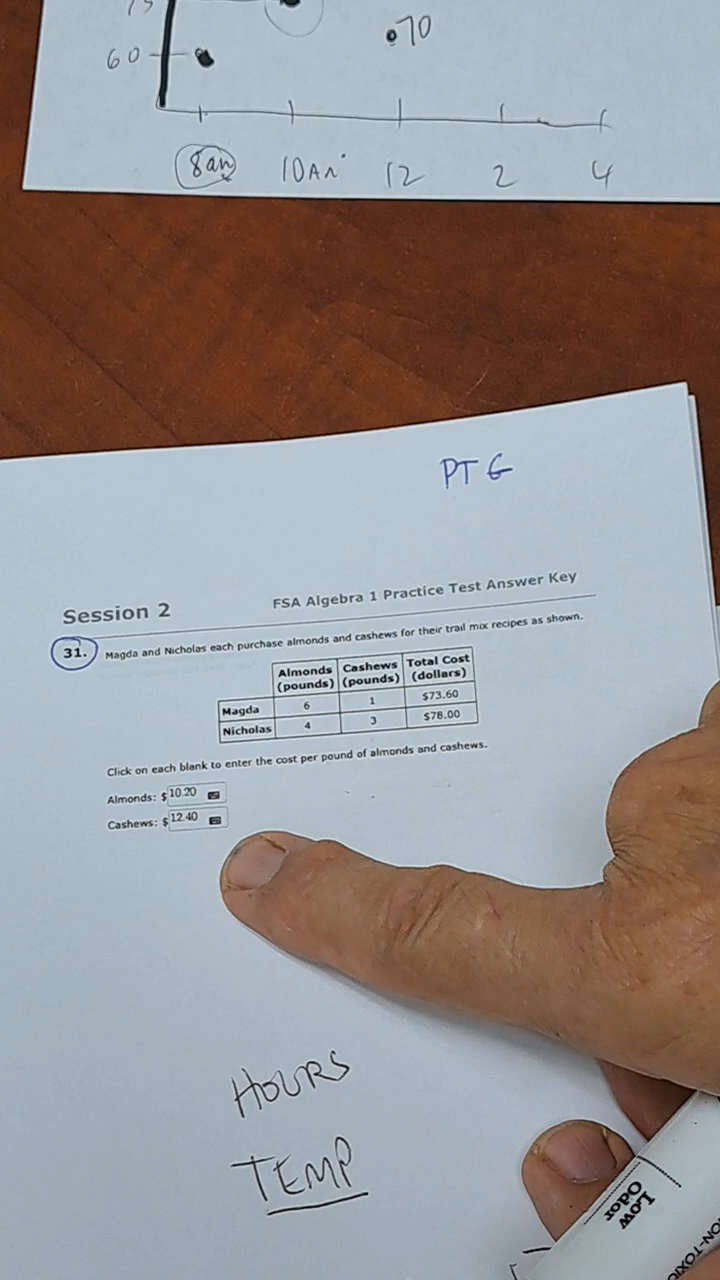 75
60
70
8am 10AM 12 2 4
PT G
Session 2 FSA Algebra 1 Practice Test Answer Key
31. Magda and Nicholas each purchase almonds and cashews for their trail mix recipes as shown.
Almonds (pounds) Cashews (pounds) Total Cost (dollars)
Magda 6 1 $73.60
Nicholas 4 3 $78.00
Click on each blank to enter the cost per pound of almonds and cashews.
Almonds: $ 10.20
Cashews: $ 12.40
HOURS
TEMP
Low
Odor